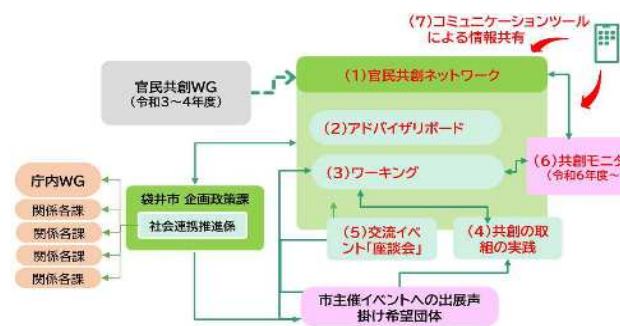 (7)コミュニケーションツール
による情報共有
官民共創WG
(令和3～4年度)
(1)官民共創ネットワーク
(2)アドバイザリボード
(3)ワーキング
(6)共創モニタ
(令和6年度～
庁内WG
関係各課
関係各課
関係各課
関係各課
袋井市 企画政策課
社会連携推進係
(5)交流イベ
ント「座談会」
(4)共創の取
組の実践
市主催イベントへの出展声
掛け希望団体